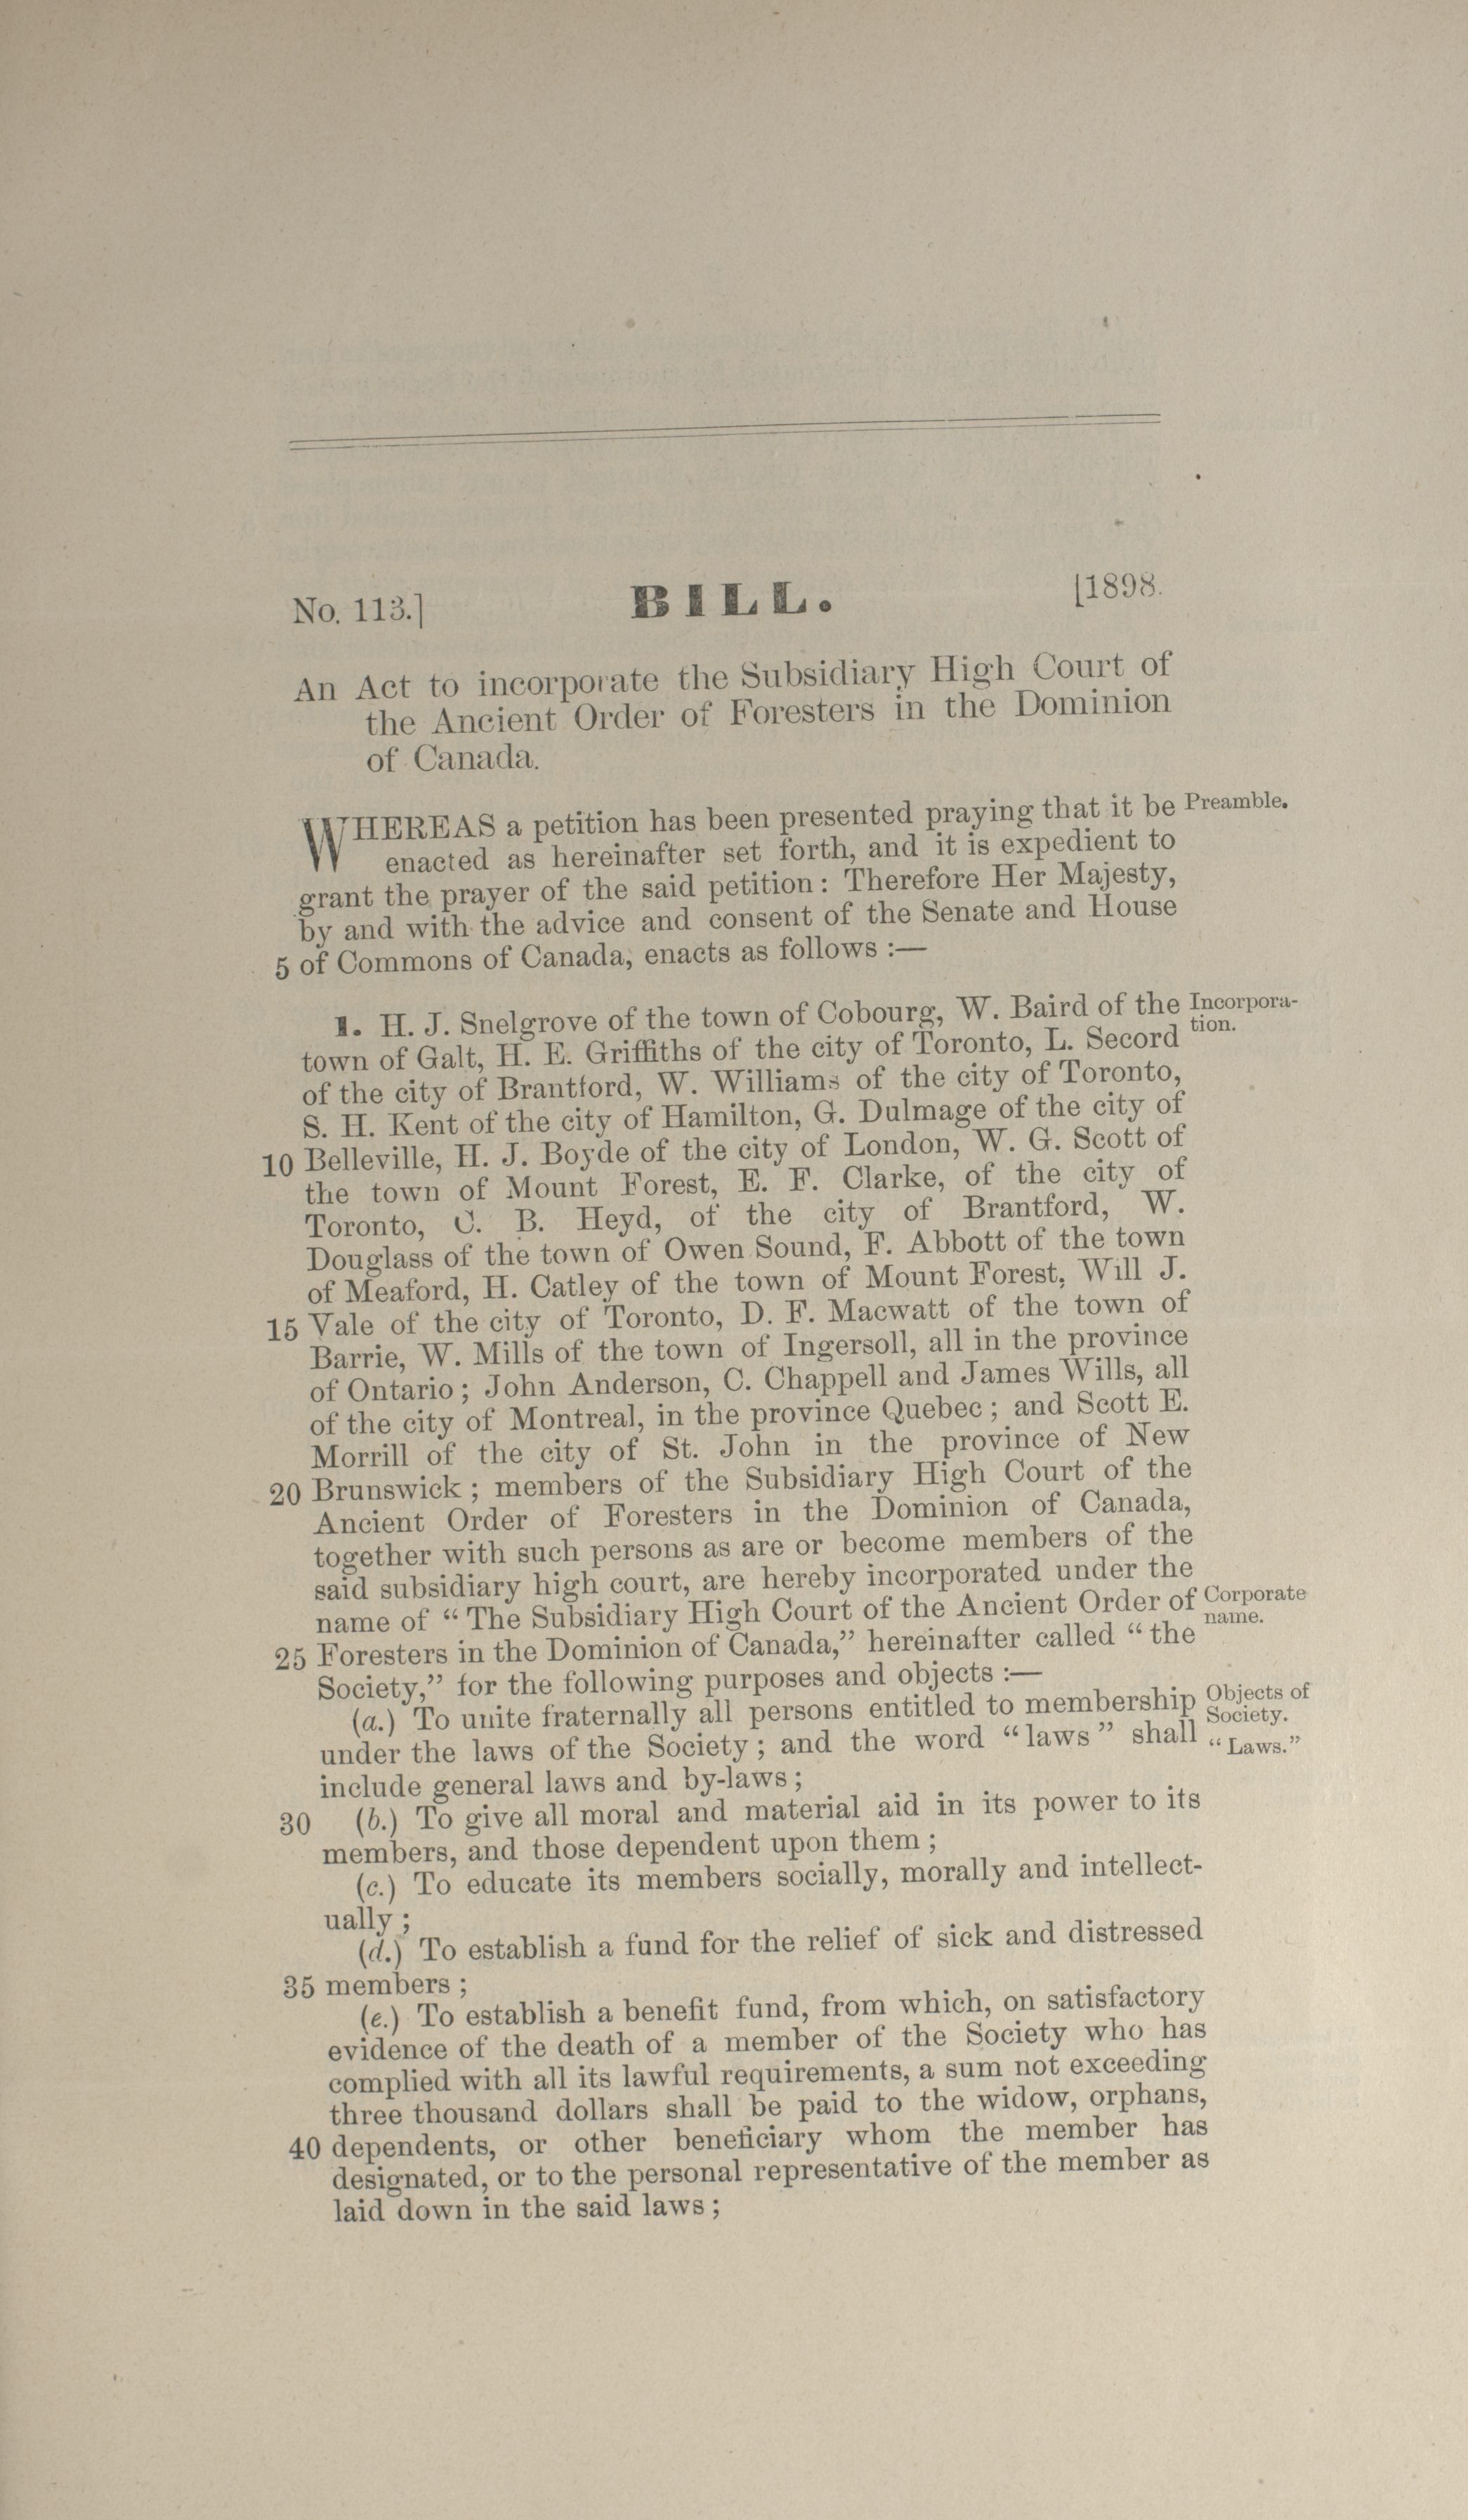 No. 113.] BILL. [1898.
An Act to incorporate the Subsidiary High Court of
the Ancient Order of Foresters in the Dominion
of Canada.
WHEREAS a petition has been presented praying that it be Preamble.
enacted as hereinafter set forth, and it is expedient to
grant the prayer of the said petition: Therefore Her Majesty,
by and with the advice and consent of the Senate and House
5 of Commons of Canada, enacts as follows :—
1. H. J. Snelgrove of the town of Cobourg, W. Baird of the Incorpora-
town of Galt, H. E. Griffiths of the city of Toronto, L. Secord tion.
of the city of Brantford, W. Williams of the city of Toronto,
S. H. Kent of the city of Hamilton, G. Dulmage of the city of
10 Belleville, H. J. Boyde of the city of London, W. G. Scott of
the town of Mount Forest, E. F. Clarke, of the city of
Toronto, C. B. Heyd, of the city of Brantford, W.
Douglass of the town of Owen Sound, F. Abbott of the town
of Meaford, H. Catley of the town of Mount Forest, Will J.
15 Vale of the city of Toronto, D. F. Macwatt of the town of
Barrie, W. Mills of the town of Ingersoll, all in the province
of Ontario; John Anderson, C. Chappell and James Wills, all
of the city of Montreal, in the province Quebec; and Scott E.
Morrill of the city of St. John in the province of New
20 Brunswick; members of the Subsidiary High Court of the
Ancient Order of Foresters in the Dominion of Canada,
together with such persons as are or become members of the
said subsidiary high court, are hereby incorporated under the
name of “The Subsidiary High Court of the Ancient Order of Corporate
25 Foresters in the Dominion of Canada,” hereinafter called “the name.
Society,” for the following purposes and objects :—
(a.) To unite fraternally all persons entitled to membership Objects of Society.
under the laws of the Society; and the word “laws” shall “Laws.”
include general laws and by-laws;
30 (b.) To give all moral and material aid in its power to its
members, and those dependent upon them;
(c.) To educate its members socially, morally and intellect-
ually;
(d.) To establish a fund for the relief of sick and distressed
35 members;
(e.) To establish a benefit fund, from which, on satisfactory
evidence of the death of a member of the Society who has
complied with all its lawful requirements, a sum not exceeding
three thousand dollars shall be paid to the widow, orphans,
40 dependents, or other beneficiary whom the member has
designated, or to the personal representative of the member as
laid down in the said laws;